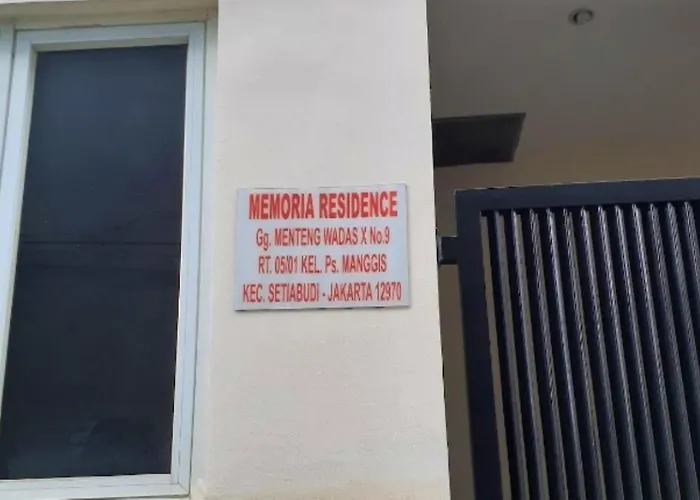 MEMORIA RESIDENCE
Gg. MENTENG WADAS X No.9
RT. 05/01 KEL. Ps. MANGGIS
KEC. SETIABUDI - JAKARTA 12970